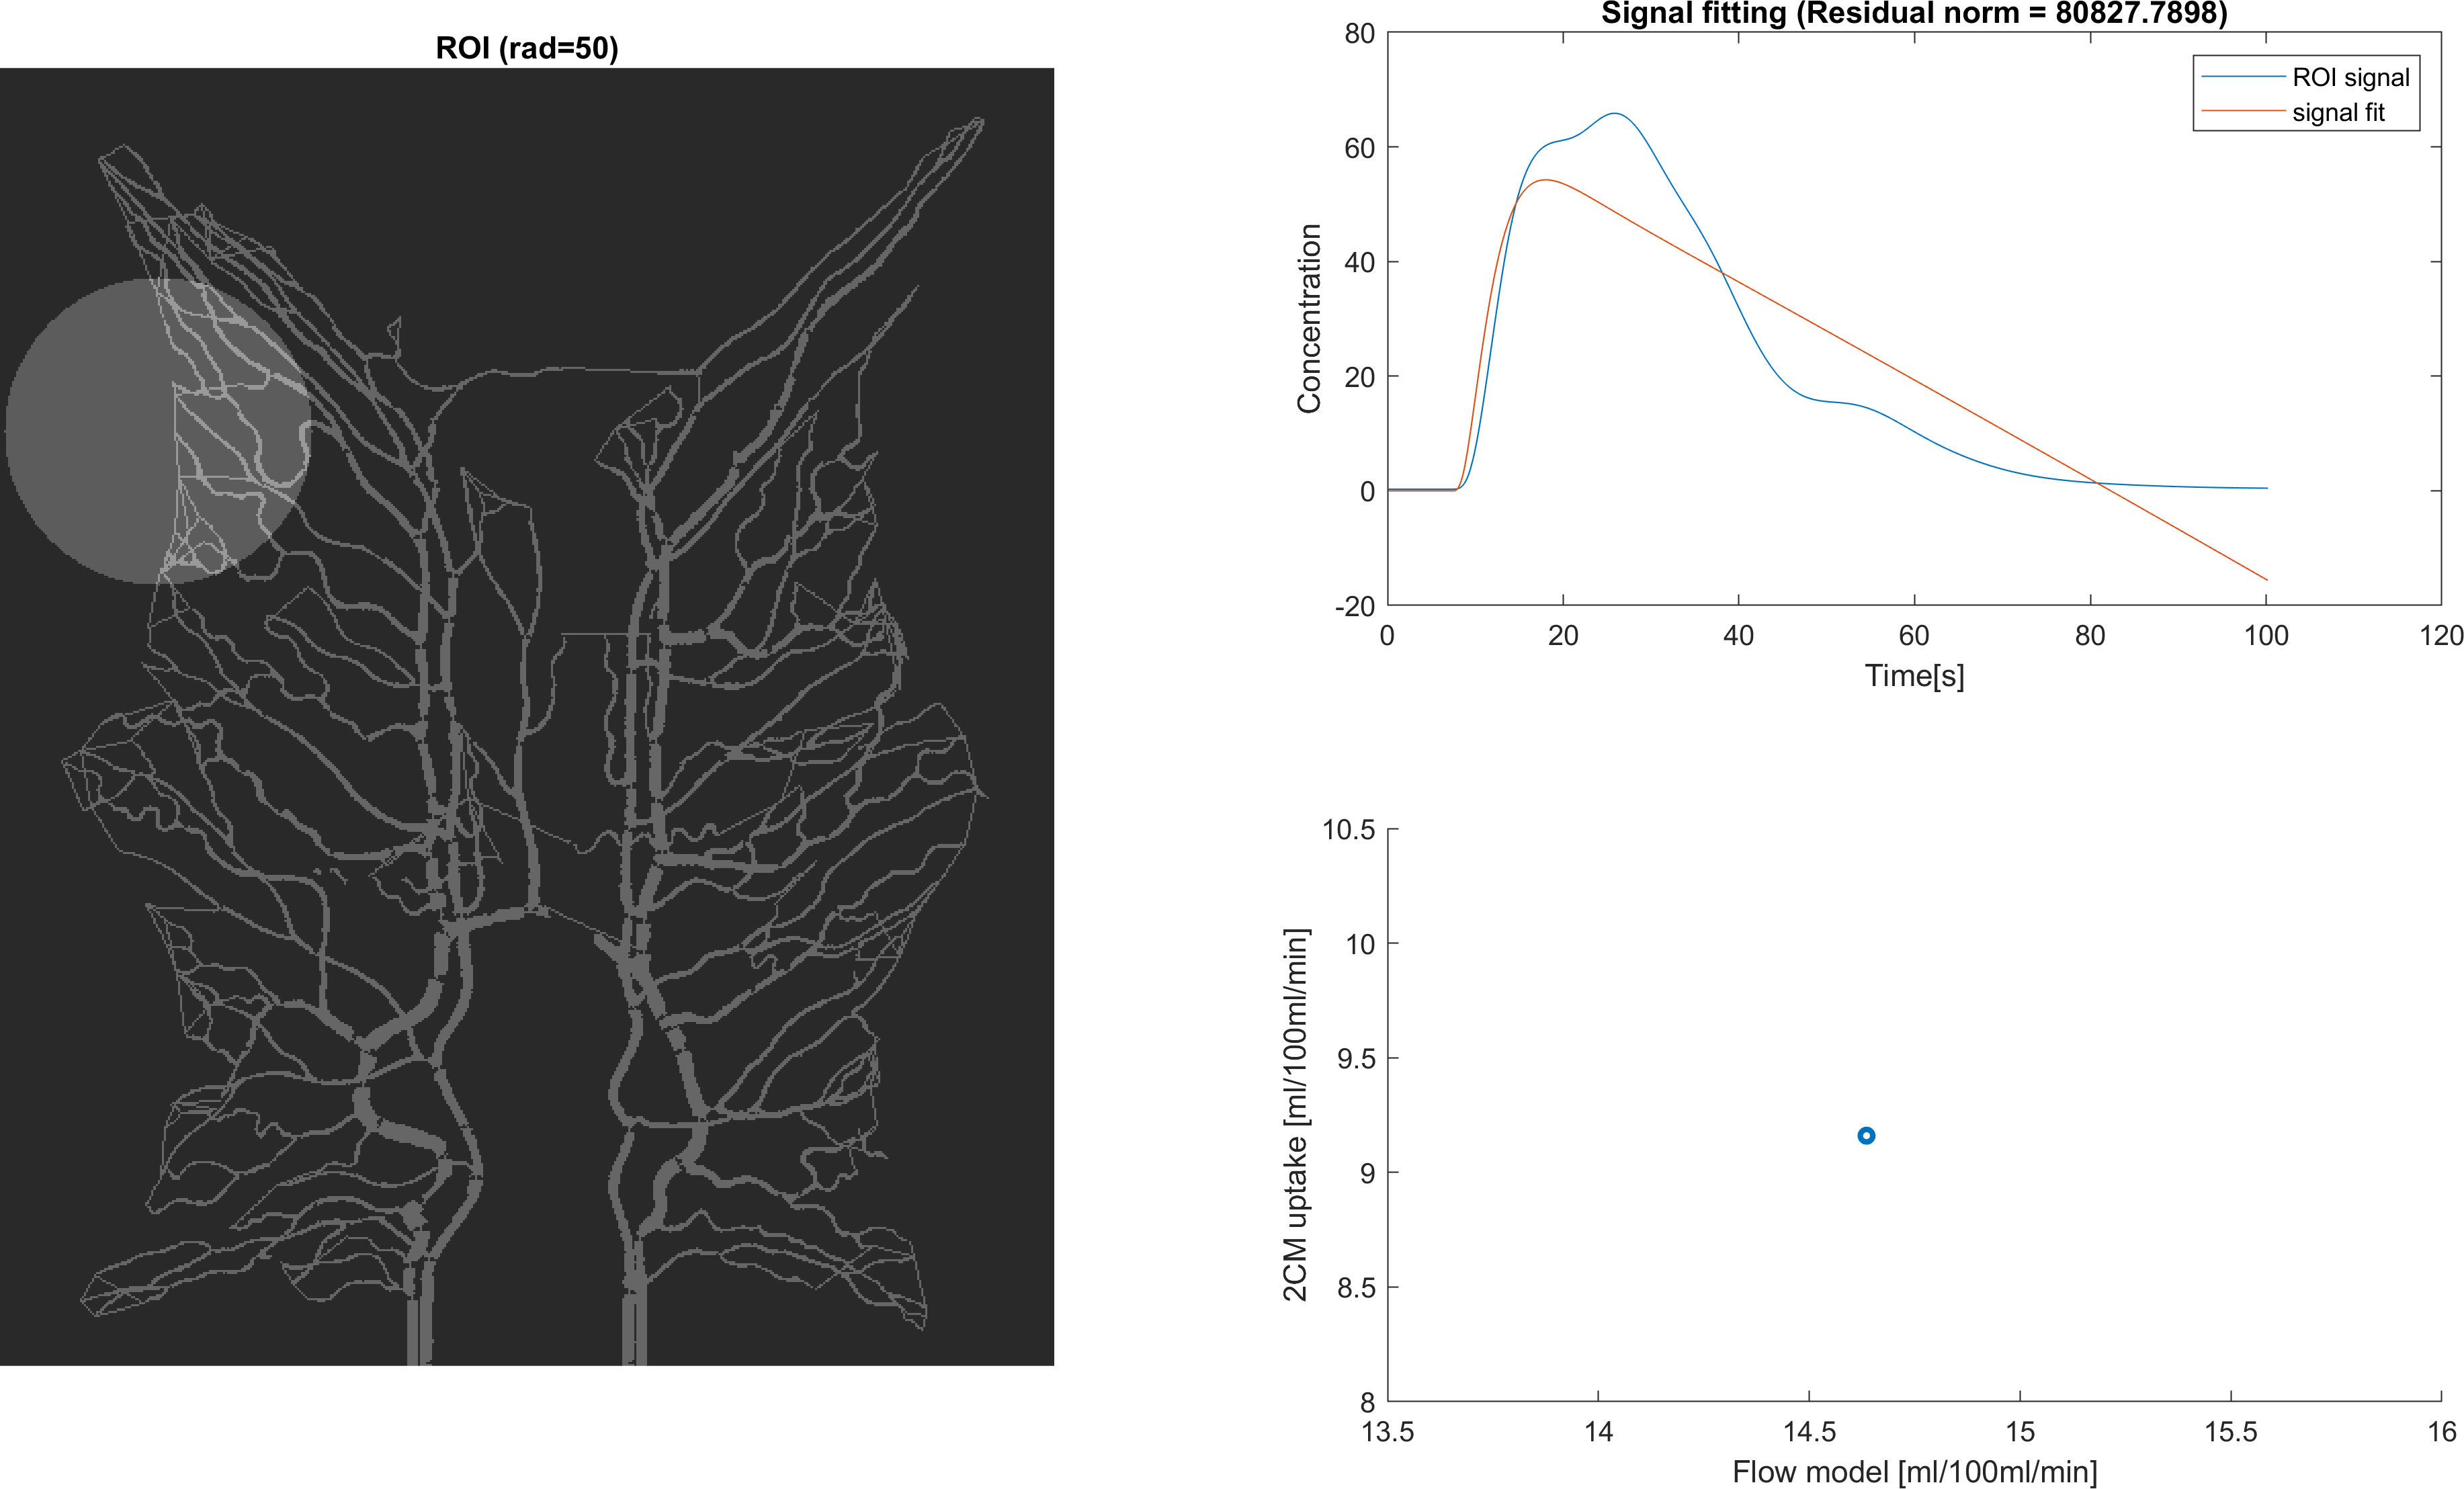 ROI (rad=50)
Signal fitting (Residual norm = 80827.7898)
80
60
40
20
0
-20
Concentration
ROI signal
signal fit
0 20 40 60 80 100 120
Time[s]
10.5
10
9.5
9
8.5
8
2CM uptake [ml/100ml/min]
13.5 14 14.5 15 15.5 16
Flow model [ml/100ml/min]